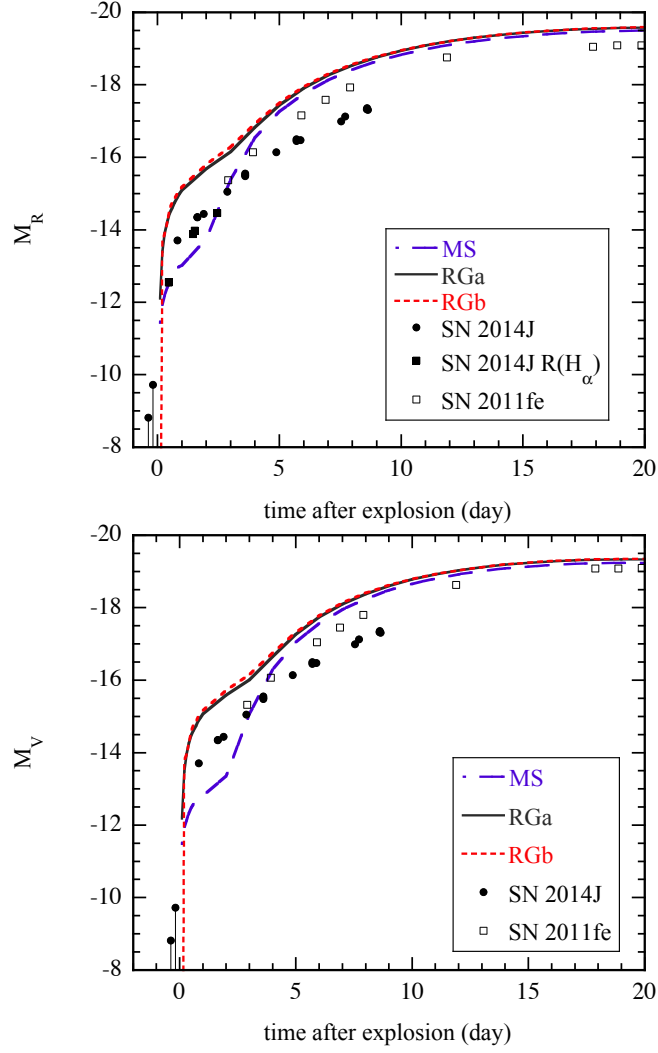 -20
-18
-16
-14
-12
-10
-8
M_R
MS
RGa
RGb
SN 2014J
SN 2014J R(H_α)
SN 2011fe
0 5 10 15 20
time after explosion (day)
-20
-18
-16
-14
-12
-10
-8
M_V
MS
RGa
RGb
SN 2014J
SN 2011fe
0 5 10 15 20
time after explosion (day)